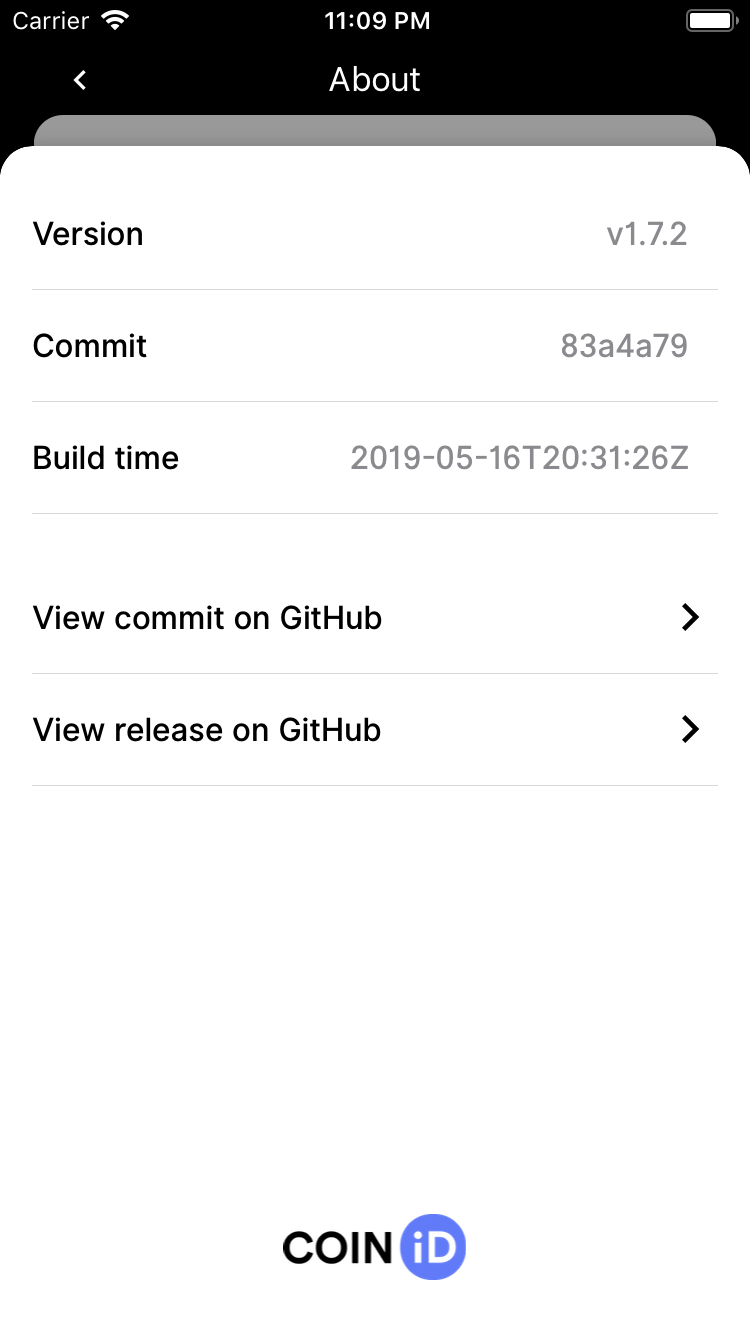 Carrier 11:09 PM
About
Version v1.7.2
Commit 83a4a79
Build time 2019-05-16T20:31:26Z
View commit on GitHub
View release on GitHub
COIN iD